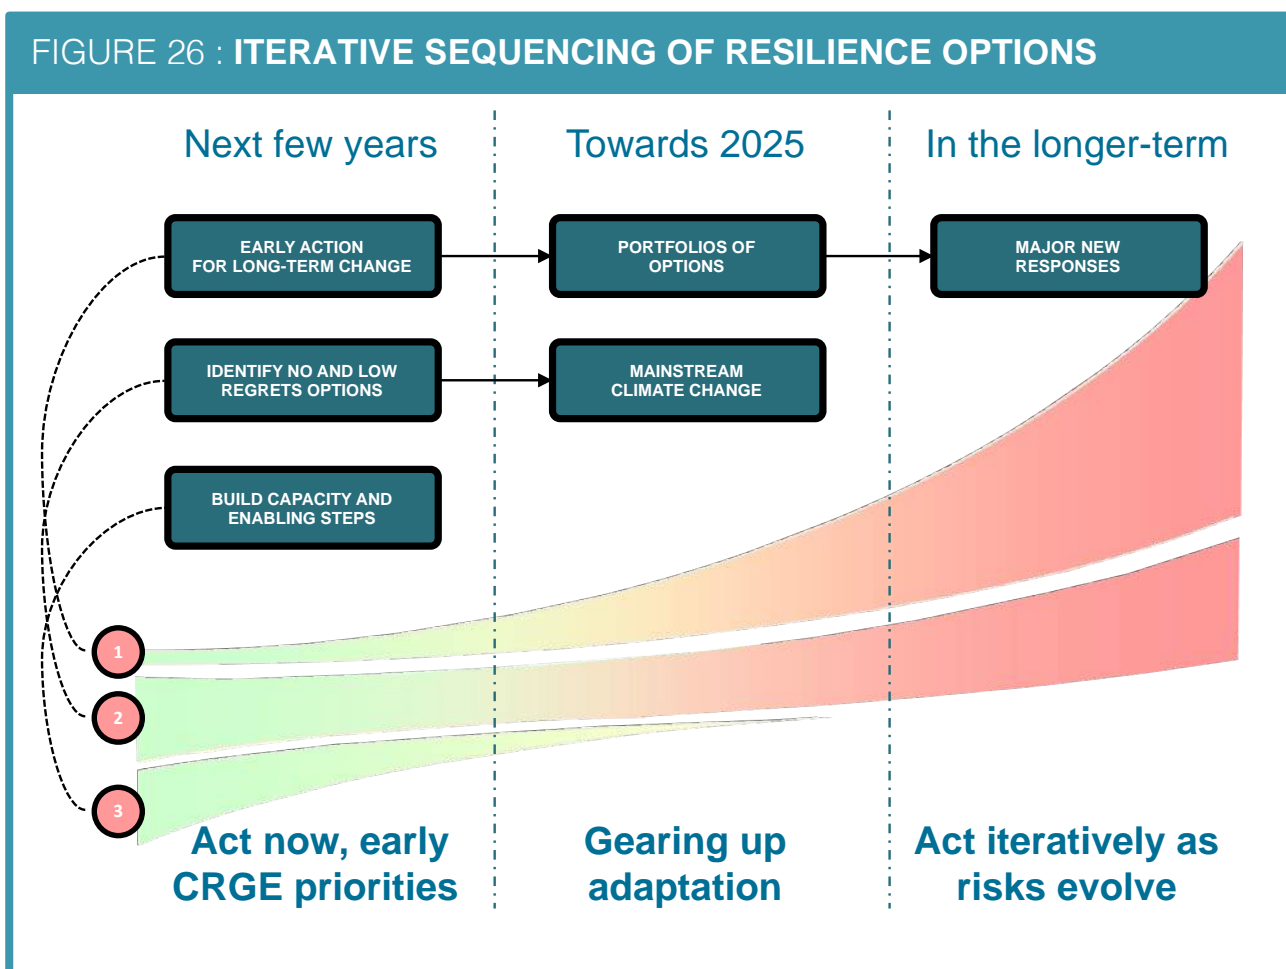 FIGURE 26 : ITERATIVE SEQUENCING OF RESILIENCE OPTIONS
Next few years
Towards 2025
In the longer-term
EARLY ACTION
FOR LONG-TERM CHANGE
PORTFOLIOS OF
OPTIONS
MAJOR NEW
RESPONSES
IDENTIFY NO AND LOW
REGRETS OPTIONS
MAINSTREAM
CLIMATE CHANGE
BUILD CAPACITY AND
ENABLING STEPS
1
2
3
Act now, early
CRGE priorities
Gearing up
adaptation
Act iteratively as
risks evolve